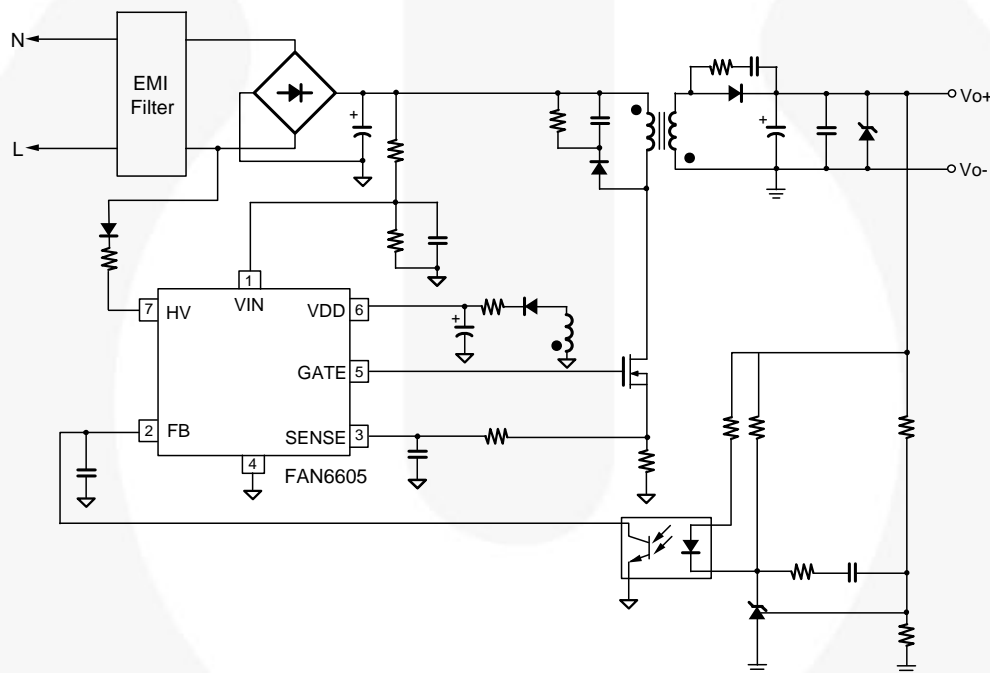 N
EMI
Filter
L
Vo+
Vo-
+
+
1
VIN
7
HV
VDD
6
+
GATE
5
2
FB
SENSE
3
4
FAN6605